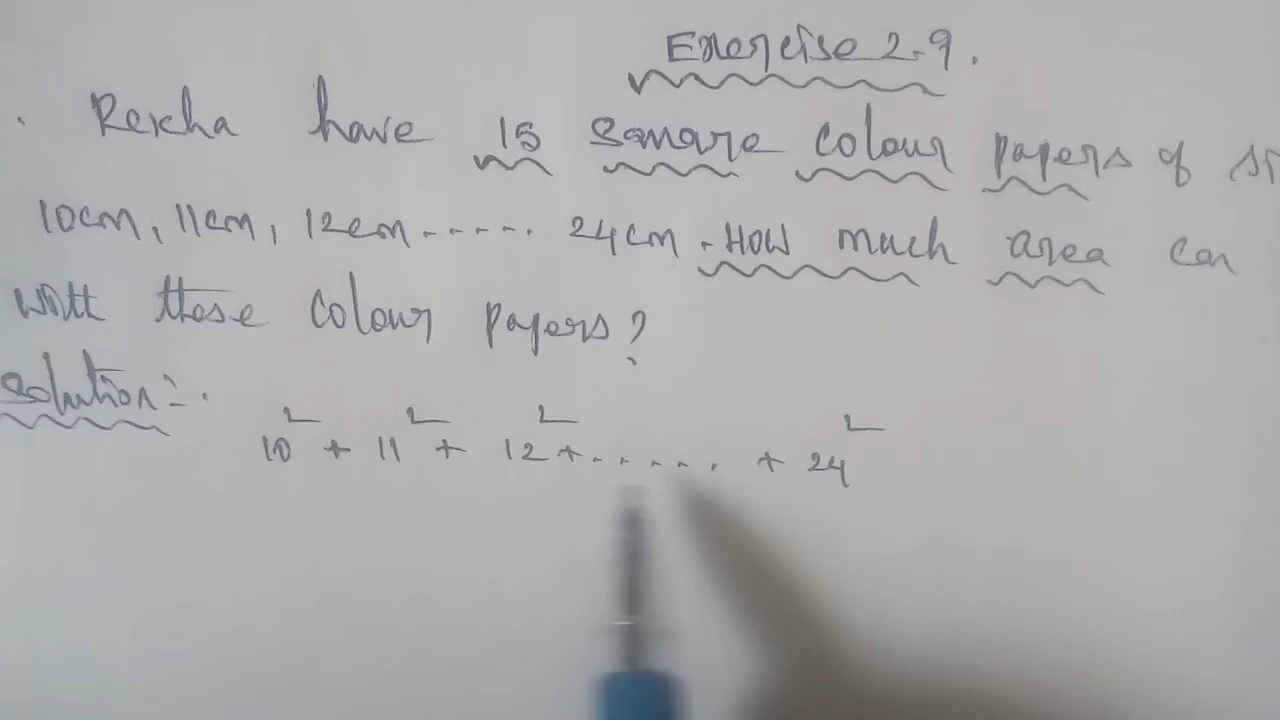 Exercise 2.9.
Rekha have 15 square colour papers of
10cm, 11cm, 12cm...... 24cm. How much area can
with these colour papers?
Solution:-
10² + 11² + 12² + ...... + 24²